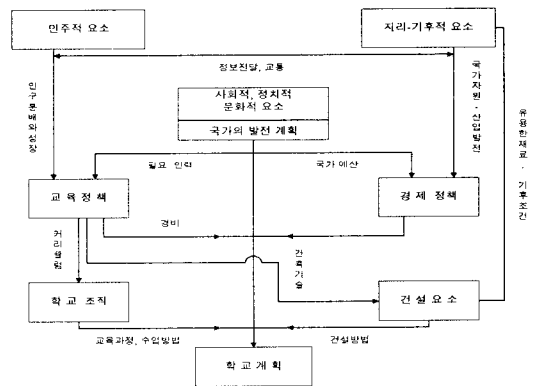 민주적 요소
지리-기후적 요소
정보전달, 교통
사회적, 정치적
문화적 요소
국가의 발전 계획
인구분배와성장
국가자원·산업발전
유용한재료·기후조건
필요 인력
국가 예산
교육정책
경제 정책
경비
커리큘럼
건축기술
학교 조직
건설요소
교육과정, 수업방법
건설방법
학교계획